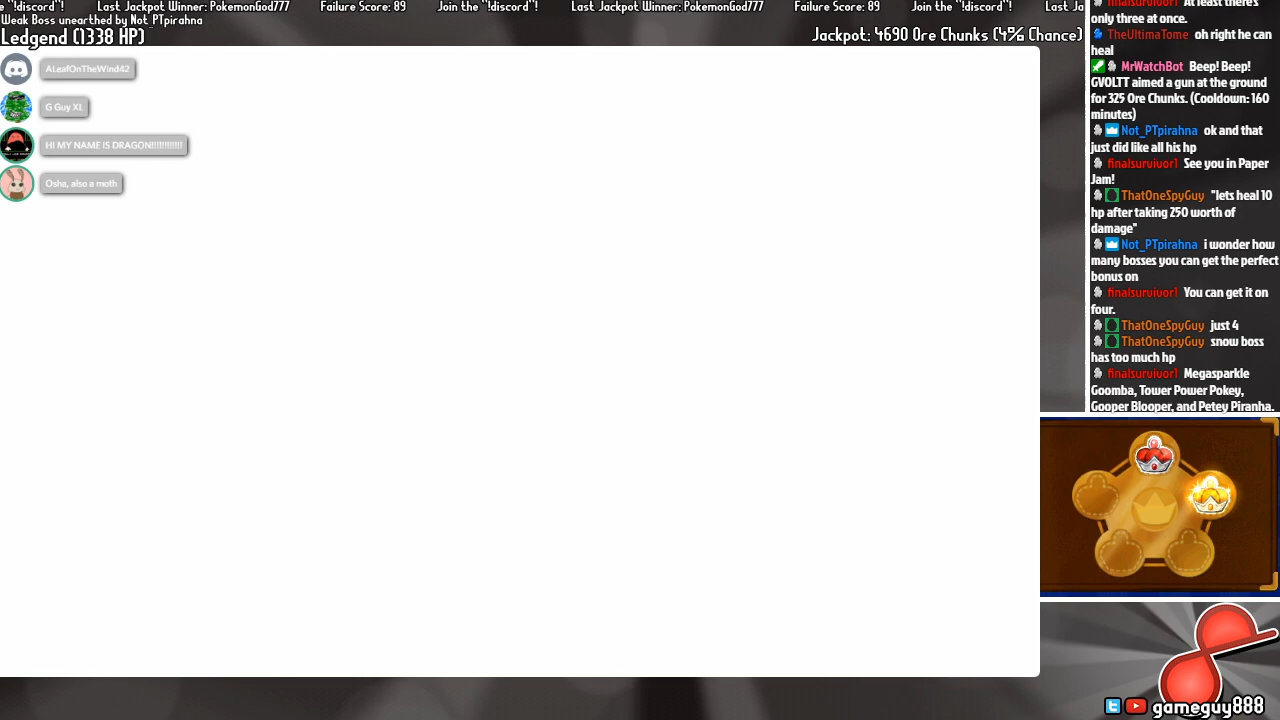 e ''!discord''! Last Jackpot Winner: PokemonGod777 Failure Score: 89 Join the ''!discord''! Last Jackpot Winner: PokemonGod777 Failure Score: 89 Join the ''!discord''! Last Ja
Weak Boss unearthed by Not_PTpirahna
Ledgend (1338 HP)
Jackpot: 4690 Ore Chunks (4% Chance)
ALeafOnTheWind42
G Guy XL
HI MY NAME IS DRAGON!!!!!!!!!!!!
Osha, also a moth
finalsurvivor1 At least there's
only three at once.
TheUltimaTome oh right he can
heal
MrWatchBot Beep! Beep!
GVOLTT aimed a gun at the ground
for 325 Ore Chunks. (Cooldown: 160
minutes)
Not_PTpirahna ok and that
just did like all his hp
finalsurvivor1 See you in Paper
Jam!
ThatOneSpyGuy "lets heal 10
hp after taking 250 worth of
damage"
Not_PTpirahna i wonder how
many bosses you can get the perfect
bonus on
finalsurvivor1 You can get it on
four.
ThatOneSpyGuy just 4
ThatOneSpyGuy snow boss
has too much hp
finalsurvivor1 Megasparkle
Goomba, Tower Power Pokey,
Gooper Blooper, and Petey Piranha.
gameguy888